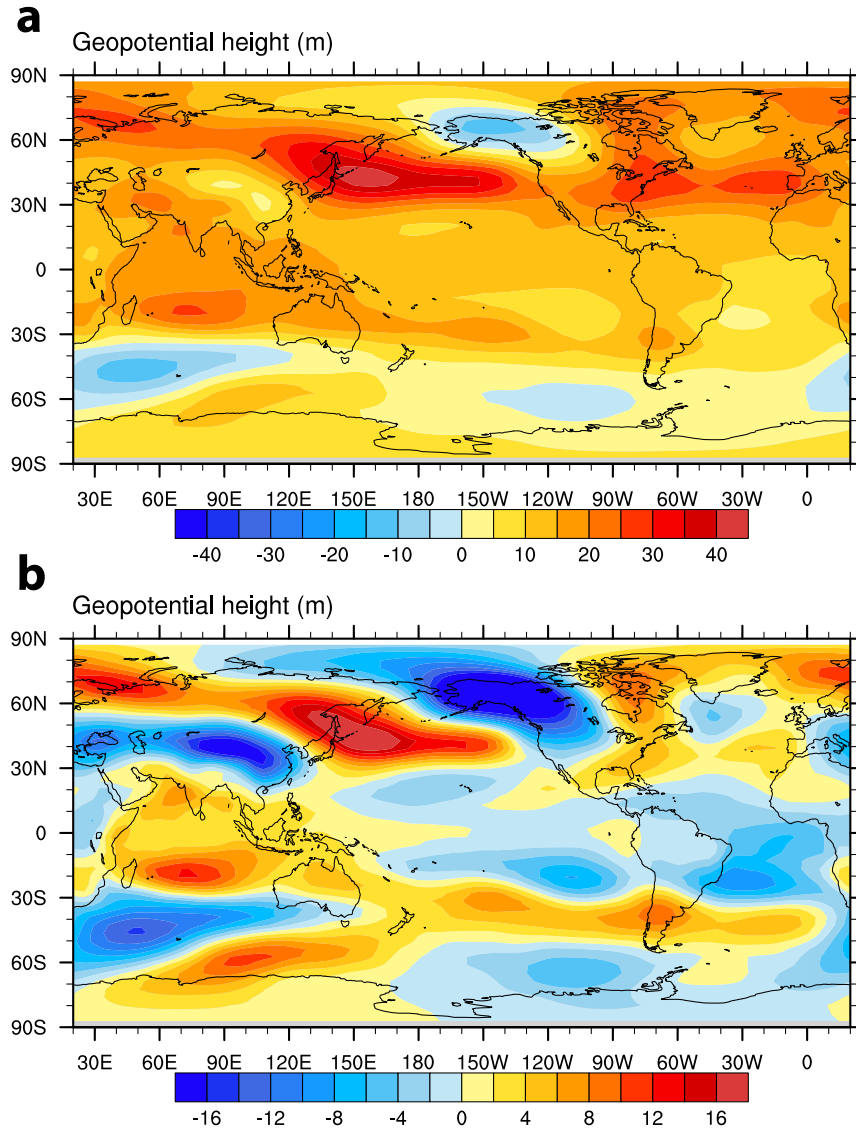 a
Geopotential height (m)
90N
60N
30N
0
30S
60S
90S
30E 60E 90E 120E 150E 180 150W 120W 90W 60W 30W 0
-40 -30 -20 -10 0 10 20 30 40
b
Geopotential height (m)
90N
60N
30N
0
30S
60S
90S
30E 60E 90E 120E 150E 180 150W 120W 90W 60W 30W 0
-16 -12 -8 -4 0 4 8 12 16